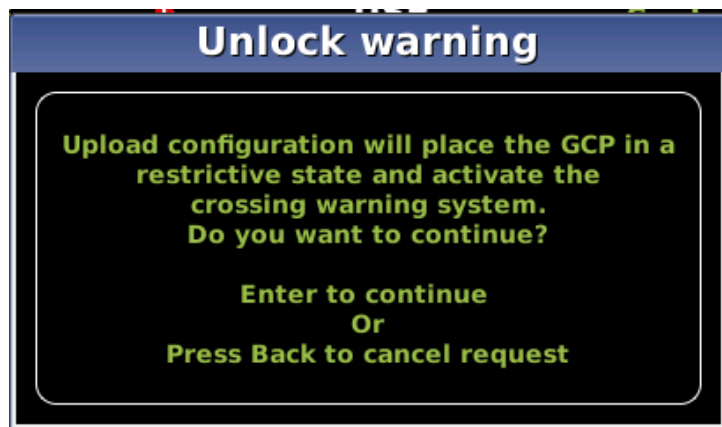 Unlock warning
Upload configuration will place the GCP in a
restrictive state and activate the
crossing warning system.
Do you want to continue?
Enter to continue
Or
Press Back to cancel request